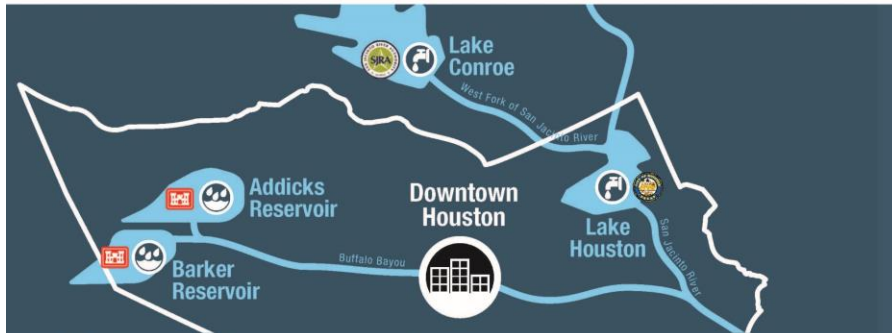 Lake
Conroe
SJRA
West Fork of San Jacinto River
Addicks
Reservoir
Downtown
Houston
Lake
Houston
San Jacinto River
Buffalo Bayou
Barker
Reservoir